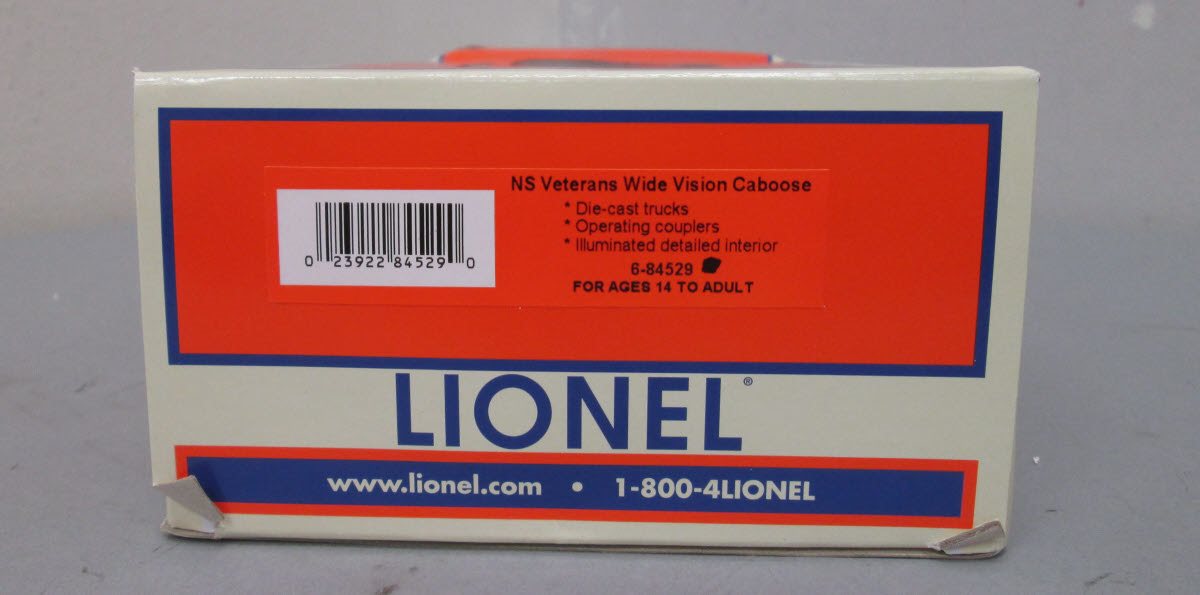 NS Veterans Wide Vision Caboose
* Die-cast trucks
* Operating couplers
* Illuminated detailed interior
6-84529
FOR AGES 14 TO ADULT
0 23922 84529 0
LIONEL®
www.lionel.com • 1-800-4LIONEL